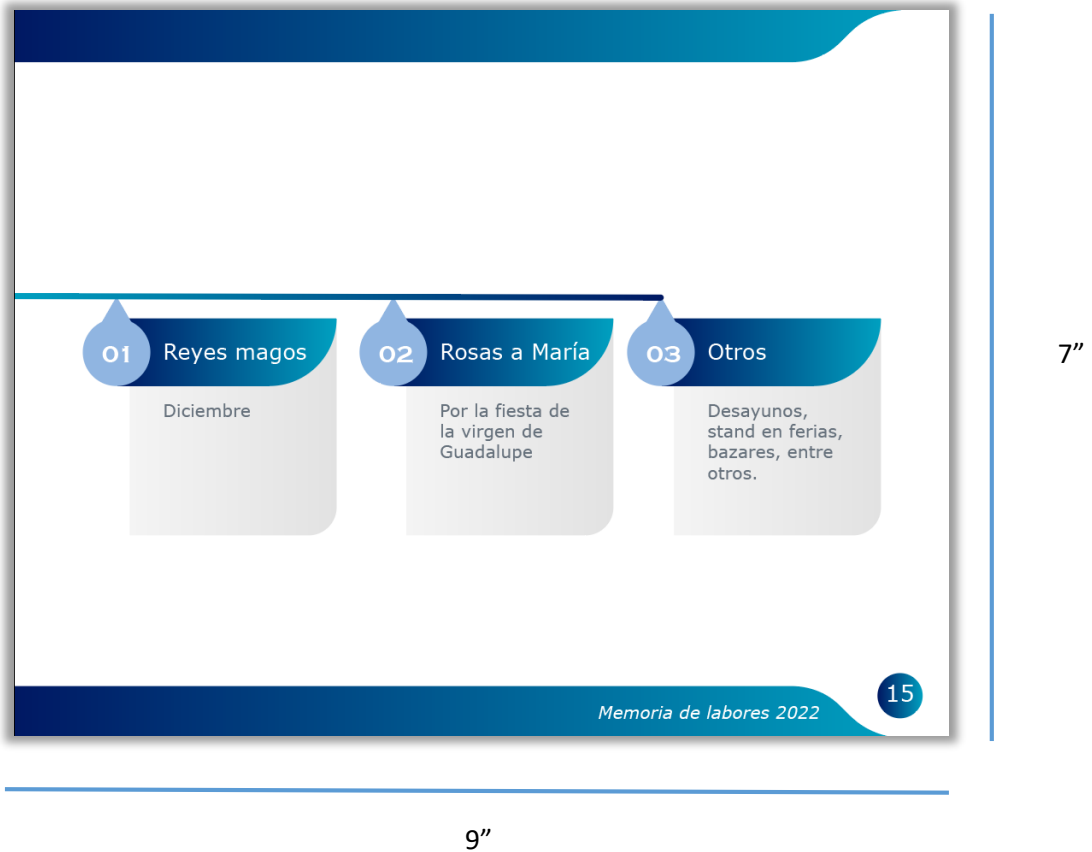 01 Reyes magos
Diciembre
02 Rosas a María
Por la fiesta de
la virgen de
Guadalupe
03 Otros
Desayunos,
stand en ferias,
bazares, entre
otros.
7”
15
Memoria de labores 2022
9”